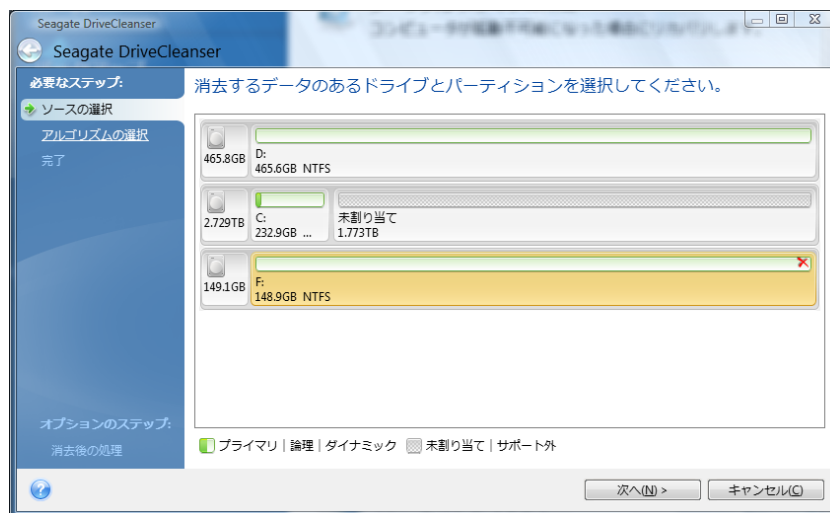 Seagate DriveCleanser
Seagate DriveCleanser
必要なステップ:
ソースの選択
アルゴリズムの選択
完了
オプションのステップ:
消去後の処理
消去するデータのあるドライブとパーティションを選択してください。
465.8GB
D:
465.6GB NTFS
2.729TB
C:
232.9GB ...
未割り当て
1.773TB
149.1GB
F:
148.9GB NTFS
プライマリ | 論理 | ダイナミック 未割り当て | サポート外
次へ(N) > キャンセル(C)